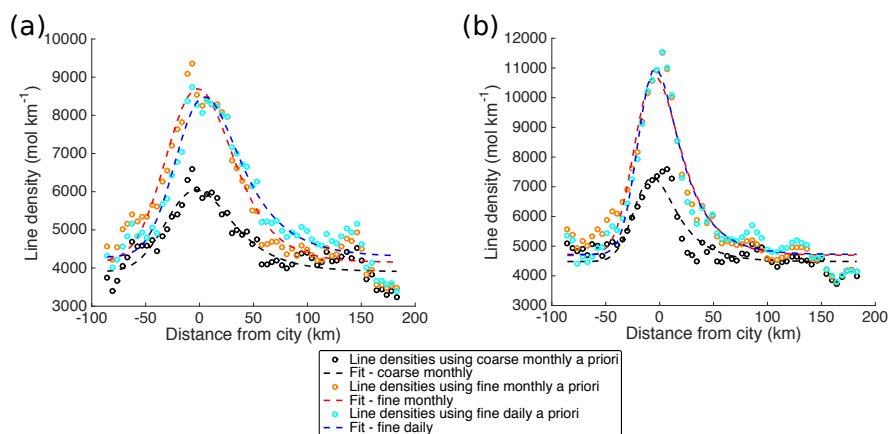 (a)
10000
9000
8000
7000
6000
5000
4000
3000
-100
-50
0
50
100
150
200
Line density (mol km⁻¹)
Distance from city (km)
(b)
12000
11000
10000
9000
8000
7000
6000
5000
4000
3000
-100
-50
0
50
100
150
200
Line density (mol km⁻¹)
Distance from city (km)
Line densities using coarse monthly a priori
Fit - coarse monthly
Line densities using fine monthly a priori
Fit - fine monthly
Line densities using fine daily a priori
Fit - fine daily